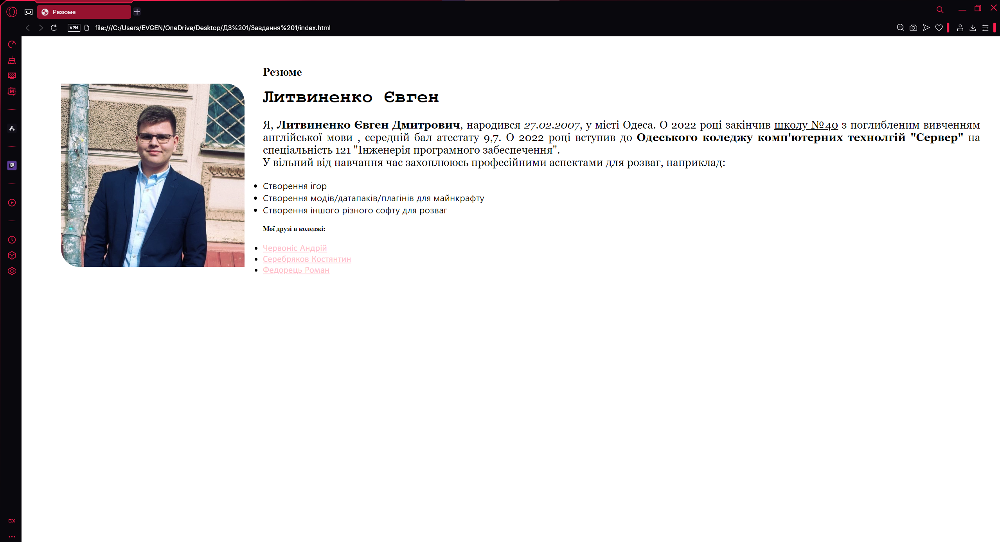 Резюме
VPN
file:///C:/Users/EVGEN/OneDrive/Desktop/ДЗ%201/Завдання%201/index.html
Резюме
Литвиненко Євген
Я, Литвиненко Євген Дмитрович, народився 27.02.2007, у місті Одеса. О 2022 році закінчив школу №40 з поглибленим вивченням
англійської мови , середній бал атестату 9,7. О 2022 році вступив до Одеського коледжу комп'ютерних технолгій "Сервер" на
спеціальність 121 "Інженерія програмного забеспечення".
У вільний від навчання час захоплююсь професійними аспектами для розваг, наприклад:
Створення ігор
Створення модів/датапаків/плагінів для майнкрафту
Створення іншого різного софту для розваг
Мої друзі в коледжі:
Червоніс Андрій
Серебряков Костянтин
Федорець Роман
M
GX